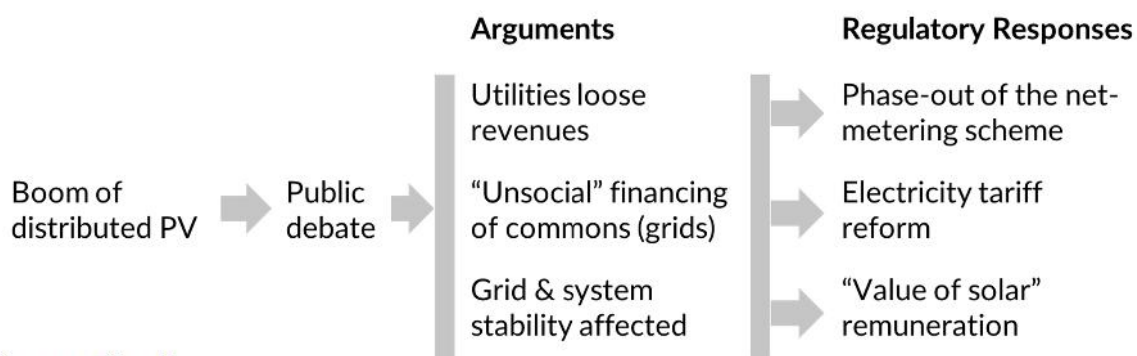 Arguments
Regulatory Responses
Utilities loose
revenues
Phase-out of the net-
metering scheme
Boom of
distributed PV
Public
debate
“Unsocial” financing
of commons (grids)
Electricity tariff
reform
Grid & system
stability affected
“Value of solar”
remuneration